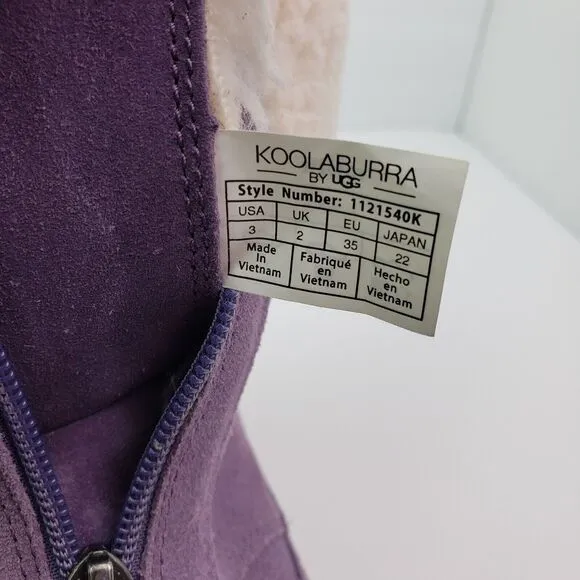 KOOLABURRA
BY UGG
Style Number: 1121540K
USA UK EU JAPAN
3 2 35 22
Made In Vietnam Fabriqué en Vietnam Hecho en Vietnam